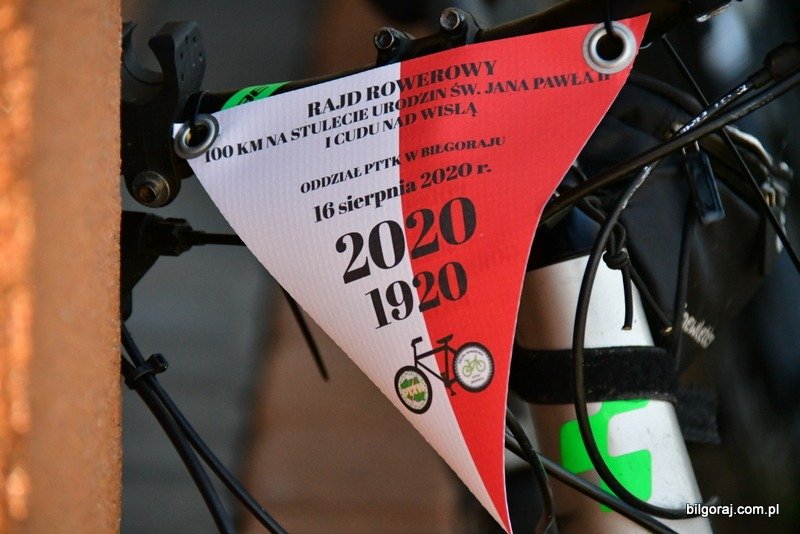 RAJD ROWEROWY
100 KM NA STULECIE URODZIN ŚW. JANA PAWŁA II
I CUDU NAD WISŁĄ
ODDZIAŁ PTTK W BIŁGORAJU
16 sierpnia 2020 r.
2020
1920
bilgoraj.com.pl